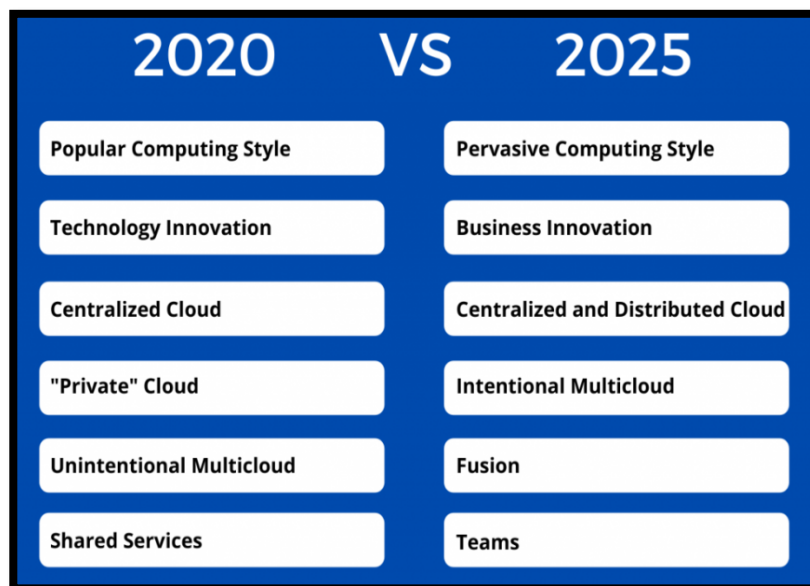 2020 VS 2025
Popular Computing Style
Pervasive Computing Style
Technology Innovation
Business Innovation
Centralized Cloud
Centralized and Distributed Cloud
"Private" Cloud
Intentional Multicloud
Unintentional Multicloud
Fusion
Shared Services
Teams